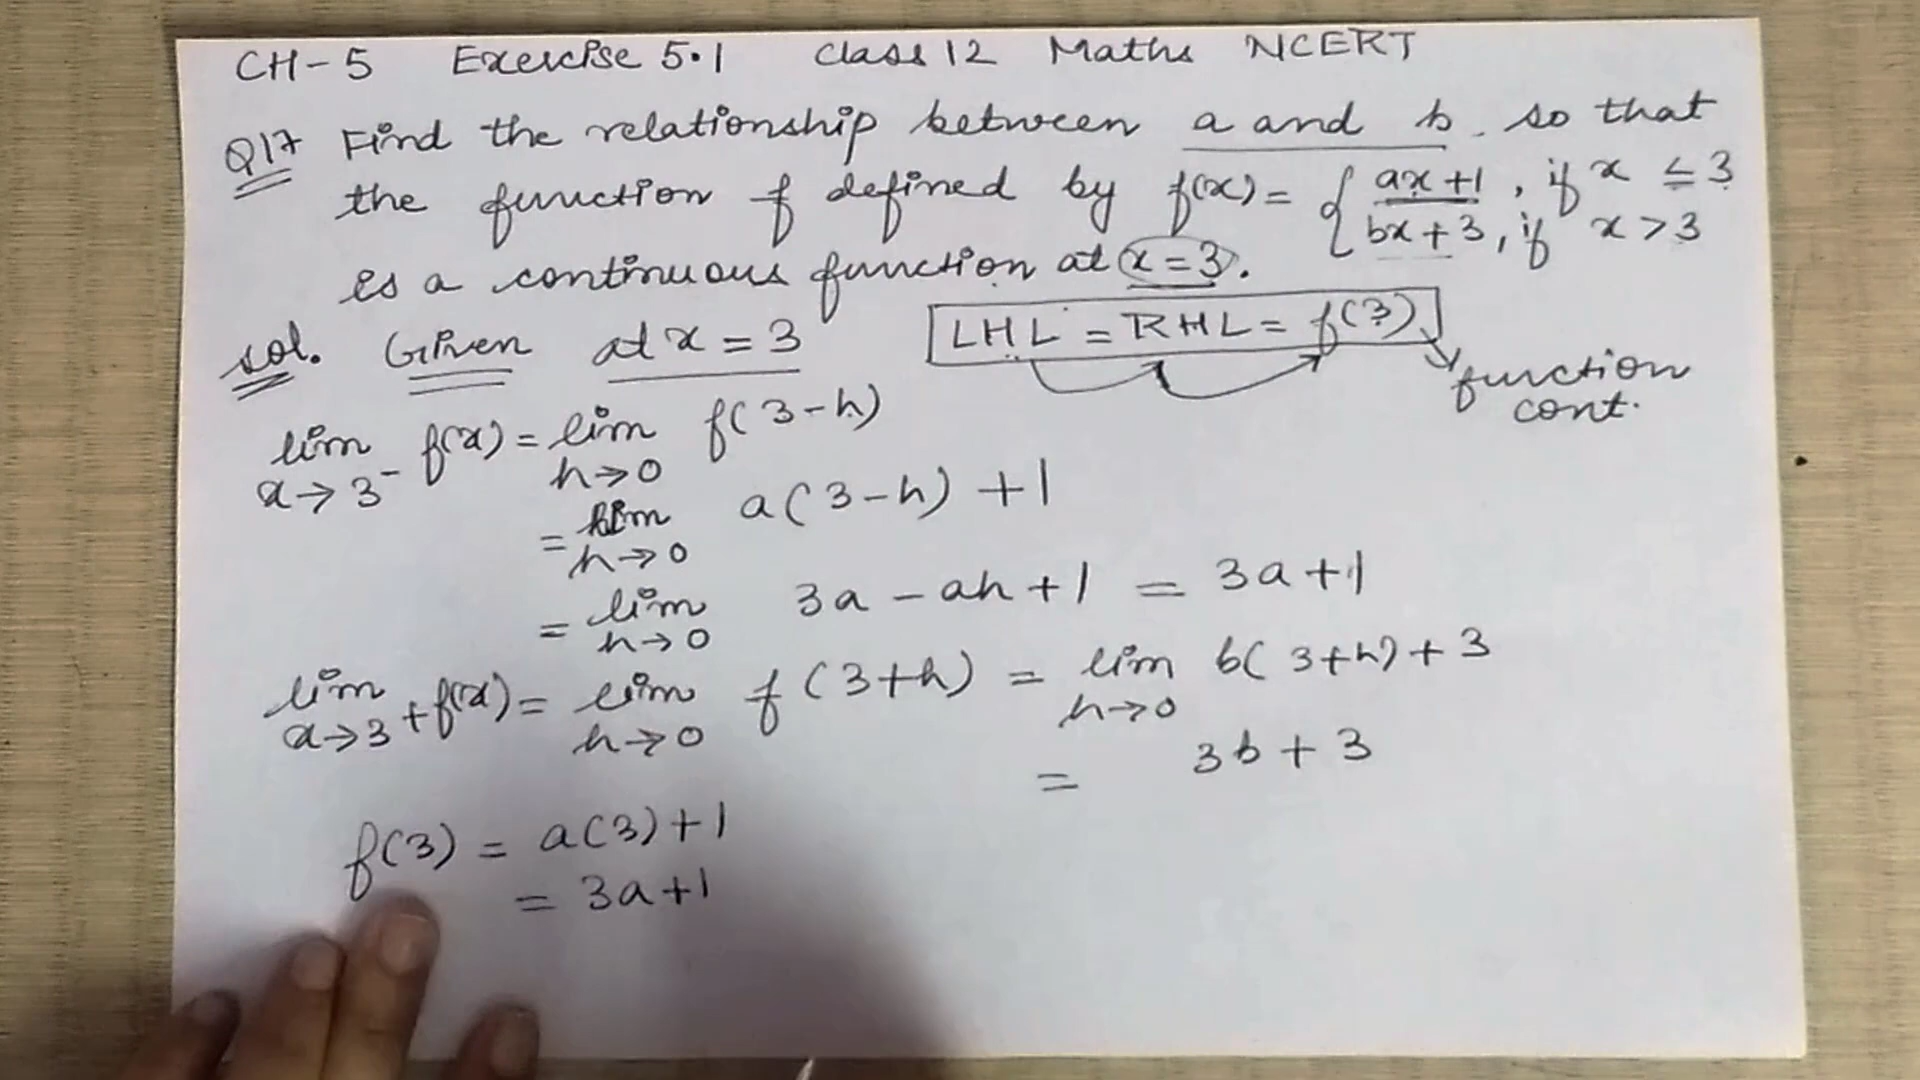 CH-5 Exercise 5.1 Class 12 Maths NCERT
Q17 Find the relationship between a and b so that
the function f defined by f(x) = { ax+1, if x ≤ 3
bx+3, if x > 3
is a continuous function at x=3.
Sol. Given at x = 3
LHL = RHL = f(3)
function
cont.
lim f(x) = lim f(3-h)
x→3⁻ h→0
= lim a(3-h) +1
h→0
= lim 3a - ah + 1 = 3a+1
h→0
lim f(x) = lim f(3+h) = lim b(3+h)+3
x→3+ h→0 h→0
= 3b + 3
f(3) = a(3)+1
= 3a+1